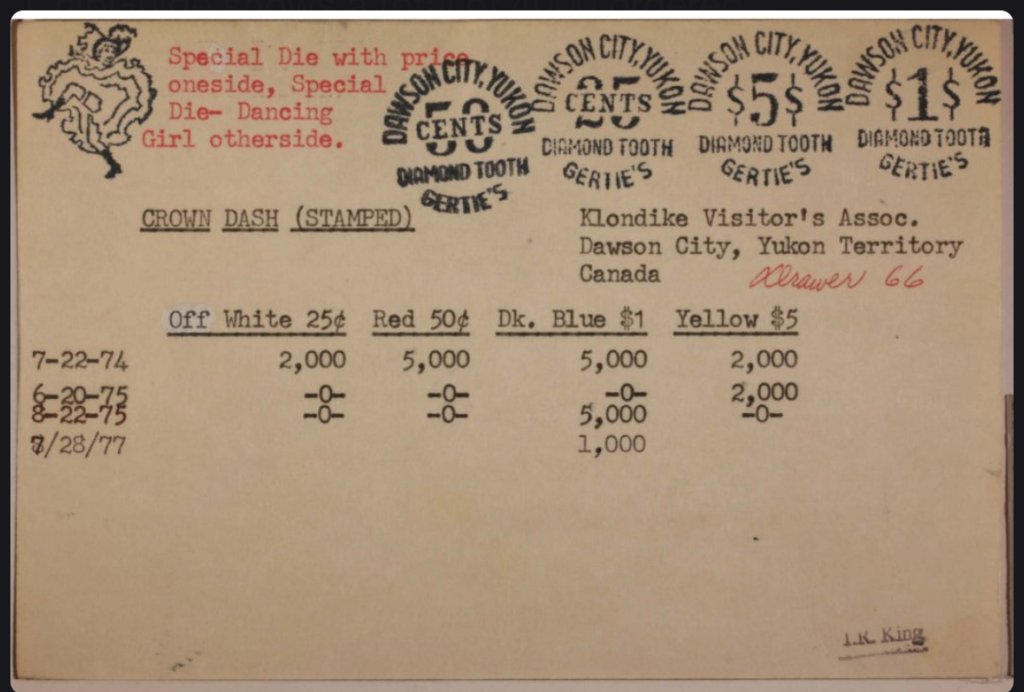 Special Die with price
oneside, Special
Die- Dancing
Girl otherside.
DAWSON CITY, YUKON
50
CENTS
DIAMOND TOOTH
GERTIE'S
DAWSON CITY, YUKON
25
CENTS
DIAMOND TOOTH
GERTIE'S
DAWSON CITY, YUKON
$5$
DIAMOND TOOTH
GERTIE'S
DAWSON CITY, YUKON
$1$
DIAMOND TOOTH
GERTIE'S
CROWN DASH (STAMPED)
Klondike Visitor's Assoc.
Dawson City, Yukon Territory
Canada
Drawer 66
Off White 25¢ Red 50¢ Dk. Blue $1 Yellow $5
7-22-74 2,000 5,000 5,000 2,000
6-20-75 -0- -0- -0- 2,000
8-22-75 -0- -0- 5,000 -0-
/28/77 1,000
I.R. King